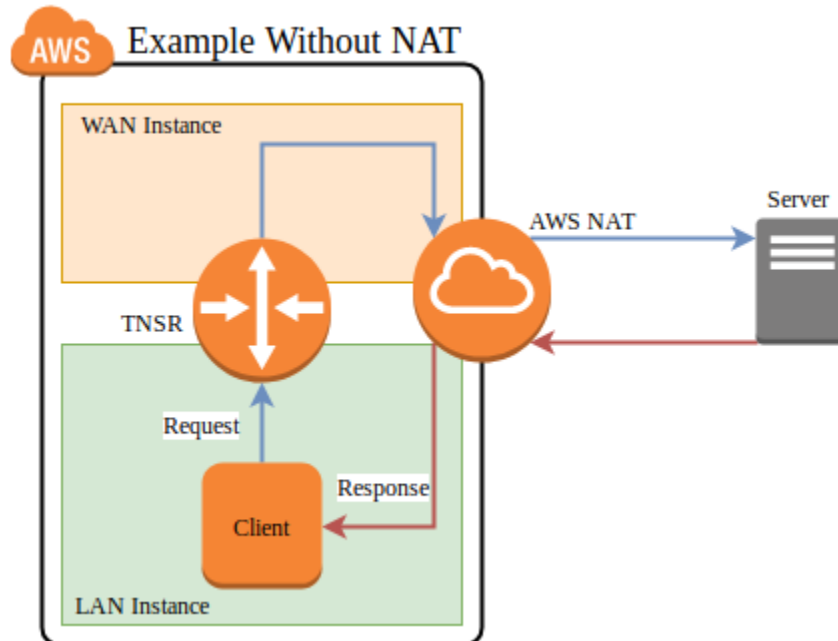 AWS
Example Without NAT
WAN Instance
Server
AWS NAT
TNSR
Request
Response
Client
LAN Instance